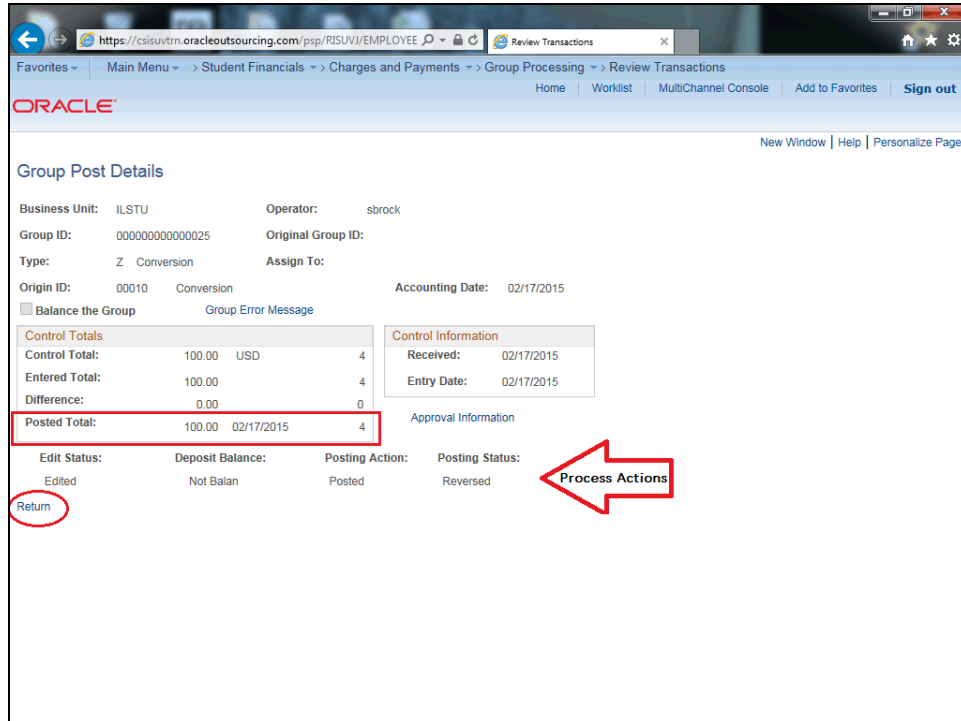 https://csisuvtrn.oracleoutsourcing.com/psp/RISUVJ/EMPLOYEE
Review Transactions
Favorites Main Menu > Student Financials > Charges and Payments > Group Processing > Review Transactions
Home Worklist MultiChannel Console Add to Favorites Sign out
ORACLE
New Window | Help | Personalize Page
Group Post Details
Business Unit: ILSTU Operator: sbrock
Group ID: 000000000000025 Original Group ID:
Type: Z Conversion Assign To:
Origin ID: 00010 Conversion Accounting Date: 02/17/2015
Balance the Group Group Error Message
Control Totals Control Information
Control Total: 100.00 USD 4 Received: 02/17/2015
Entered Total: 100.00 4 Entry Date: 02/17/2015
Difference: 0.00 0
Posted Total: 100.00 02/17/2015 4 Approval Information
Edit Status: Deposit Balance: Posting Action: Posting Status:
Edited Not Balan Posted Reversed Process Actions
Return